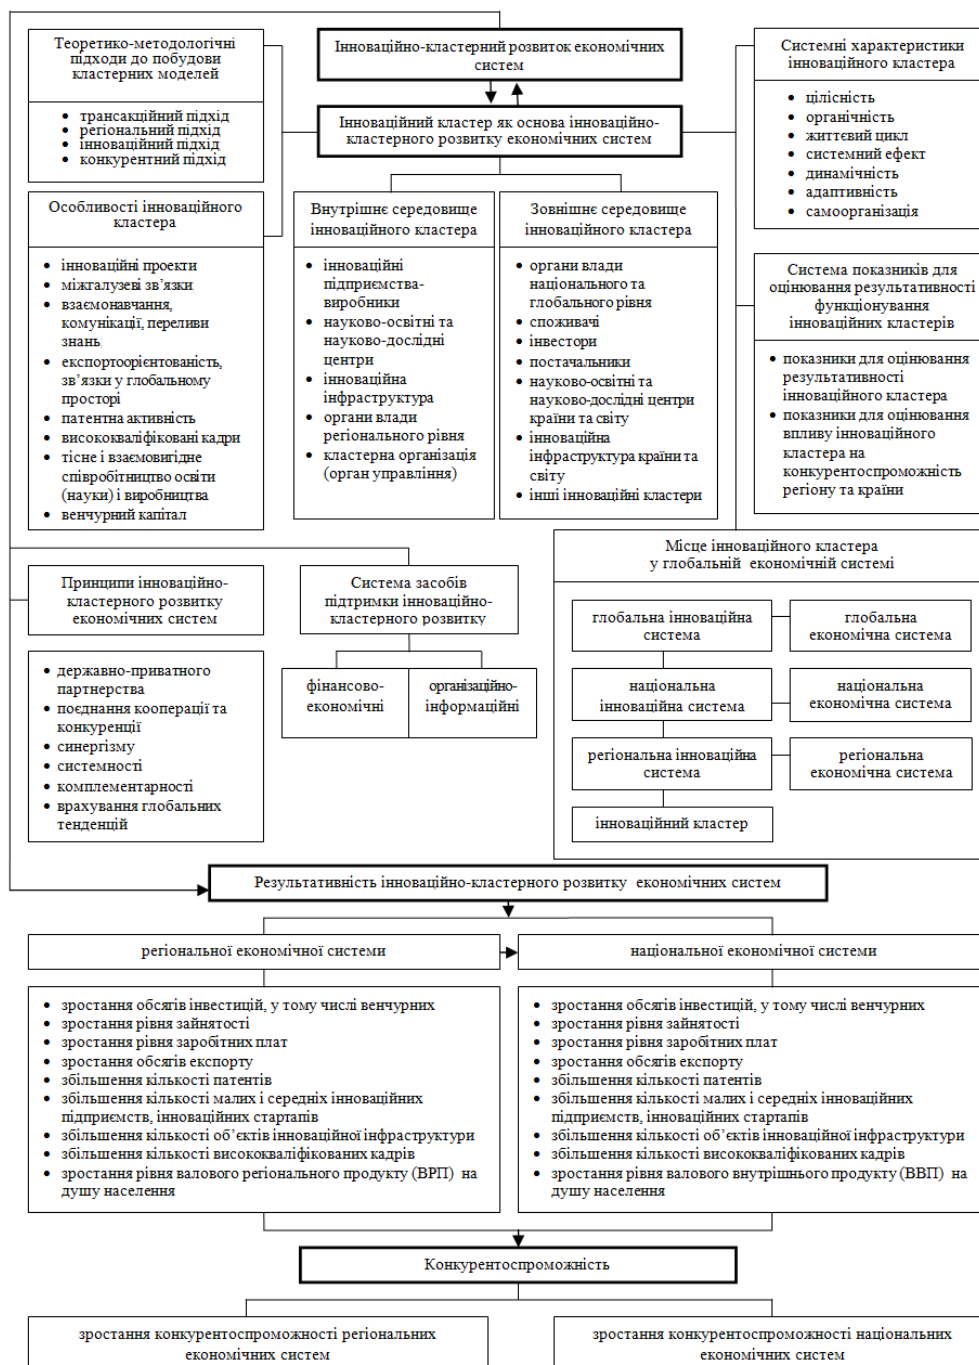 Теоретико-методологічні
підходи до побудови
кластерних моделей
• трансакційний підхід
• регіональний підхід
• інноваційний підхід
• конкурентний підхід
Інноваційно-кластерний розвиток економічних
систем
Інноваційний кластер як основа інноваційно-
кластерного розвитку економічних систем
Системні характеристики
інноваційного кластера
• цілісність
• органічність
• життєвий цикл
• системний ефект
• динамічність
• адаптивність
• самоорганізація
Особливості інноваційного
кластера
• інноваційні проекти
• міжгалузеві зв’язки
• взаємонавчання,
комунікації, переливи
знань
• експортоорієнтованість,
зв’язки у глобальному
просторі
• патентна активність
• висококваліфіковані кадри
• тісне і взаємовигідне
співробітництво освіти
(науки) і виробництва
• венчурний капітал
Внутрішнє середовище
інноваційного кластера
• інноваційні
підприємства-
виробники
• науково-освітні та
науково-дослідні
центри
• інноваційна
інфраструктура
• органи влади
регіонального рівня
• кластерна організація
(орган управління)
Зовнішнє середовище
інноваційного кластера
• органи влади
національного та
глобального рівня
• споживачі
• інвестори
• постачальники
• науково-освітні та
науково-дослідні центри
країни та світу
• інноваційна
інфраструктура країни та
світу
• інші інноваційні кластери
Система показників для
оцінювання результативності
функціонування
інноваційних кластерів
• показники для оцінювання
результативності
інноваційного кластера
• показники для оцінювання
впливу інноваційного
кластера на
конкурентоспроможність
регіону та країни
Принципи інноваційно-
кластерного розвитку
економічних систем
• державно-приватного
партнерства
• поєднання кооперації та
конкуренції
• синергізму
• системності
• комплементарності
• врахування глобальних
тенденцій
Система засобів
підтримки інноваційно-
кластерного розвитку
фінансово-
економічні
організаційно-
інформаційні
Місце інноваційного кластера
у глобальній економічній системі
глобальна інноваційна
система
глобальна
економічна система
національна
інноваційна система
національна
економічна система
регіональна інноваційна
система
регіональна
економічна система
інноваційний кластер
Результативність інноваційно-кластерного розвитку економічних систем
регіональної економічної системи
національної економічної системи
• зростання обсягів інвестицій, у тому числі венчурних
• зростання рівня зайнятості
• зростання рівня заробітних плат
• зростання обсягів експорту
• збільшення кількості патентів
• збільшення кількості малих і середніх інноваційних
підприємств, інноваційних стартапів
• збільшення кількості об’єктів інноваційної інфраструктури
• збільшення кількості висококваліфікованих кадрів
• зростання рівня валового регіонального продукту (ВРП) на
душу населення
• зростання обсягів інвестицій, у тому числі венчурних
• зростання рівня зайнятості
• зростання рівня заробітних плат
• зростання обсягів експорту
• збільшення кількості патентів
• збільшення кількості малих і середніх інноваційних
підприємств, інноваційних стартапів
• збільшення кількості об’єктів інноваційної інфраструктури
• збільшення кількості висококваліфікованих кадрів
• зростання рівня валового внутрішнього продукту (ВВП) на
душу населення
Конкурентоспроможність
зростання конкурентоспроможності регіональних
економічних систем
зростання конкурентоспроможності національних
економічних систем